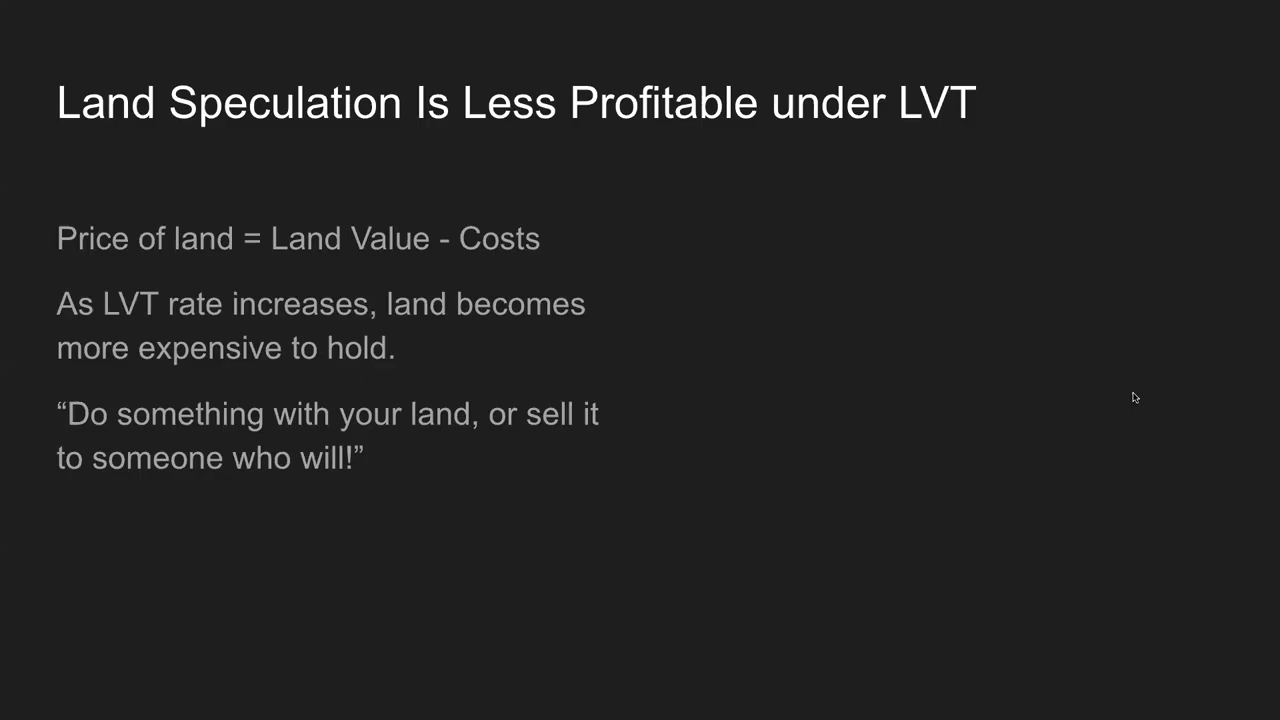 Land Speculation Is Less Profitable under LVT
Price of land = Land Value - Costs
As LVT rate increases, land becomes
more expensive to hold.
“Do something with your land, or sell it
to someone who will!”